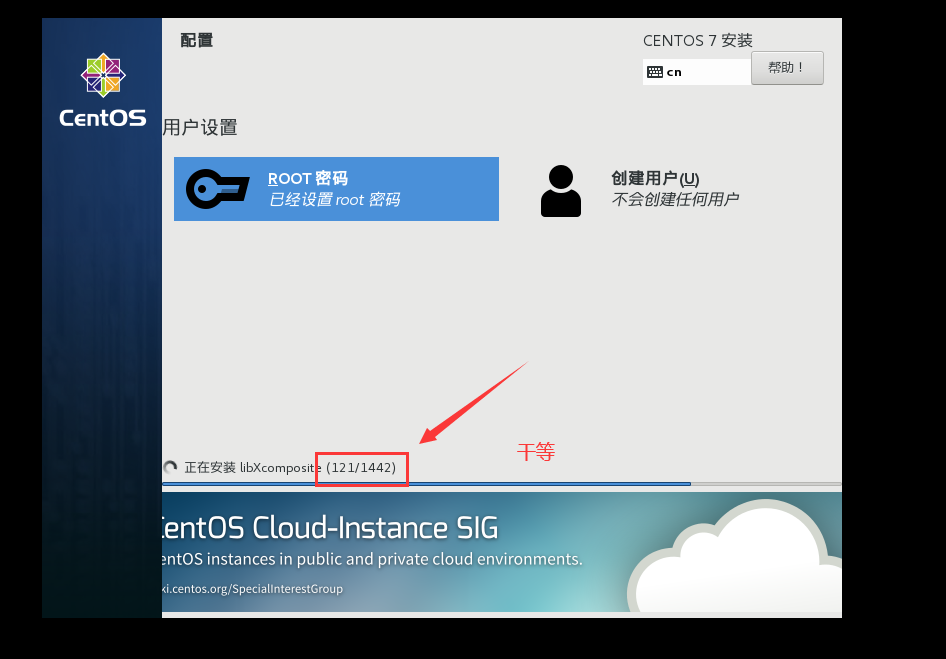 配置
CENTOS 7 安装
cn
帮助！
CentOS
用户设置
ROOT 密码
已经设置 root 密码
创建用户(U)
不会创建任何用户
干等
正在安装 libXcomposite (121/1442)
CentOS Cloud-Instance SIG
entOS instances in public and private cloud environments.
ki.centos.org/SpecialInterestGroup